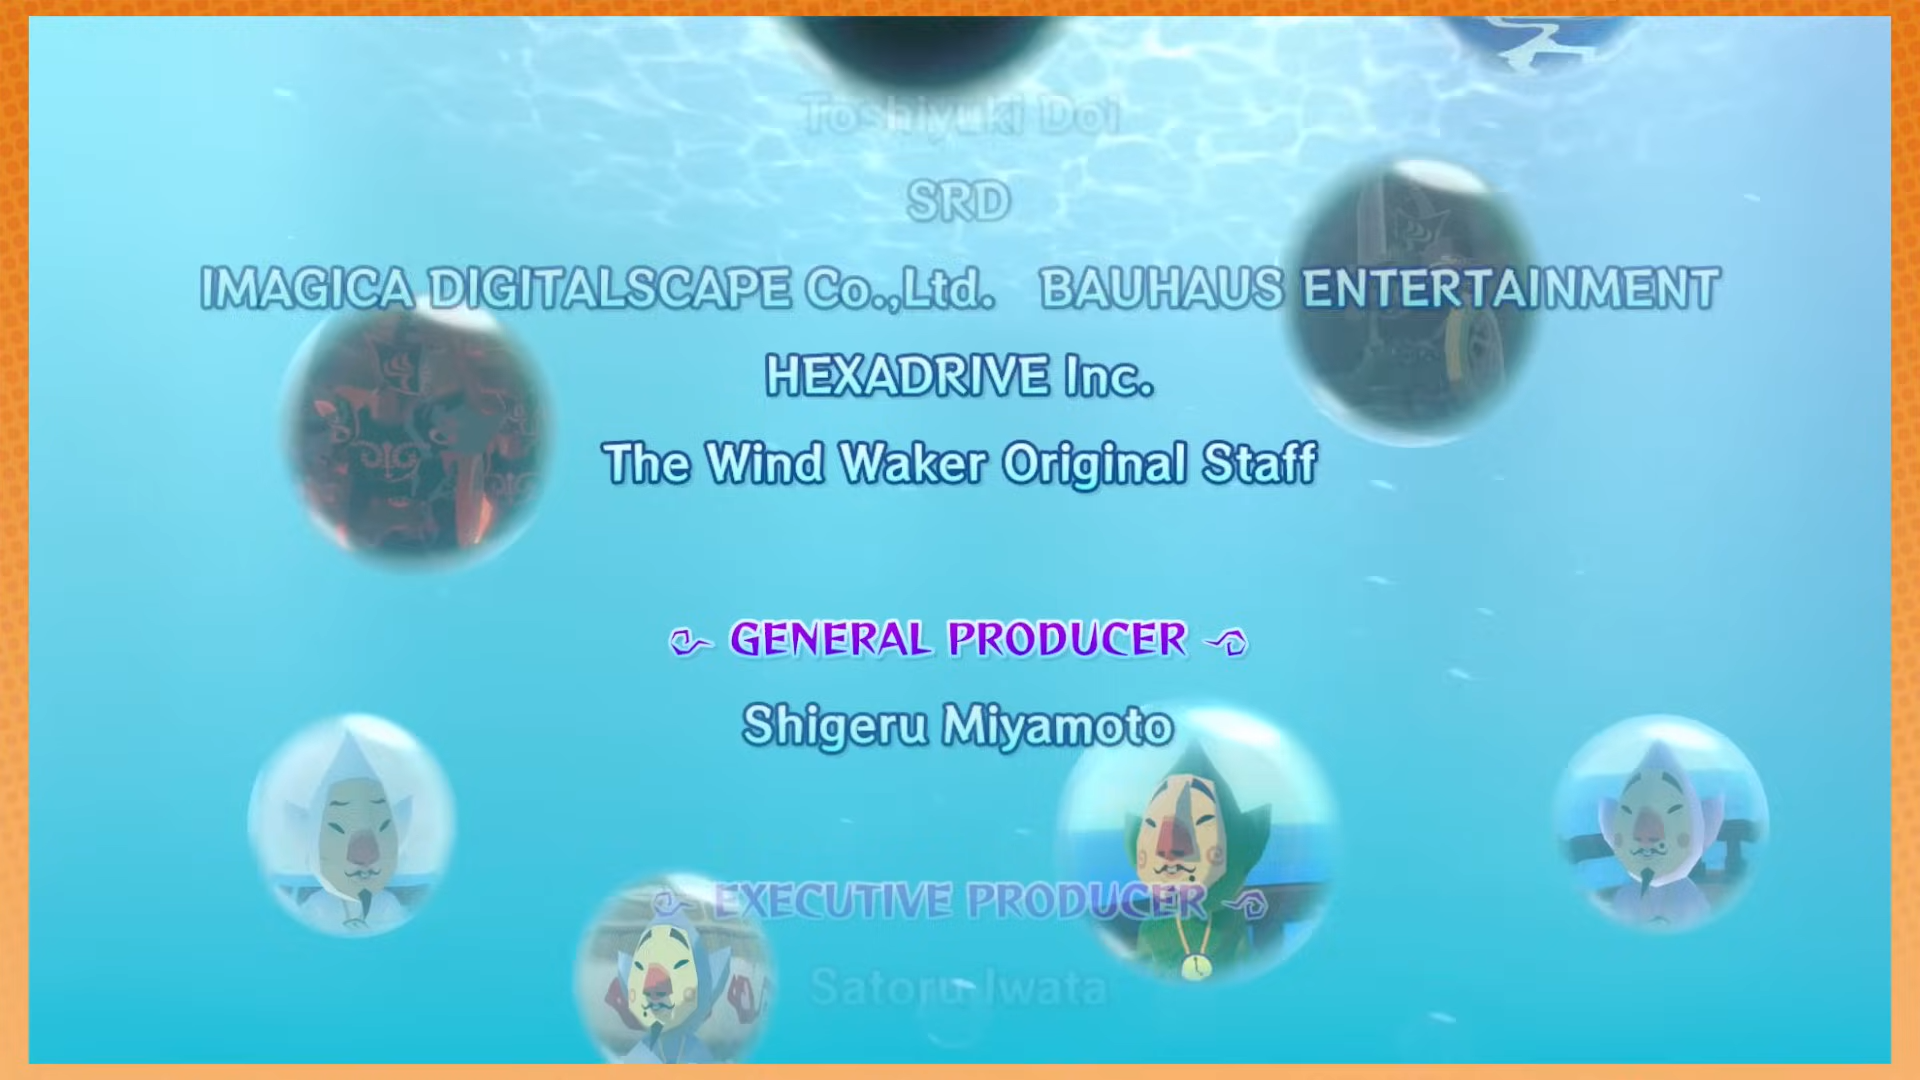 Toshiyuki Doi
SRD
IMAGICA DIGITALSCAPE Co.,Ltd. BAUHAUS ENTERTAINMENT
HEXADRIVE Inc.
The Wind Waker Original Staff
GENERAL PRODUCER
Shigeru Miyamoto
EXECUTIVE PRODUCER
Satoru Iwata